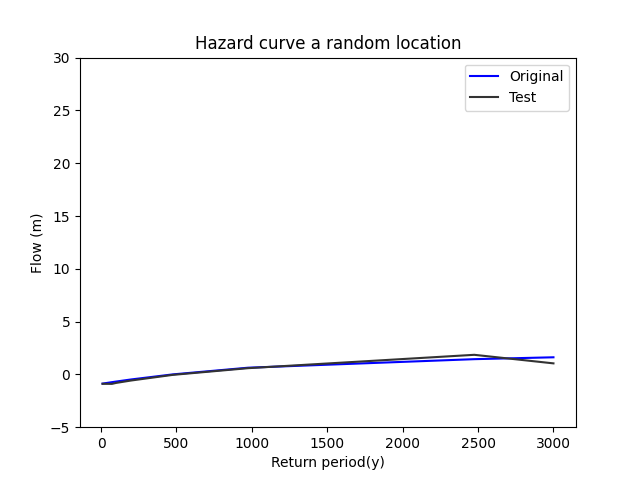 Hazard curve a random location
30
25
20
15
10
5
0
−5
Flow (m)
Original
Test
0 500 1000 1500 2000 2500 3000
Return period(y)